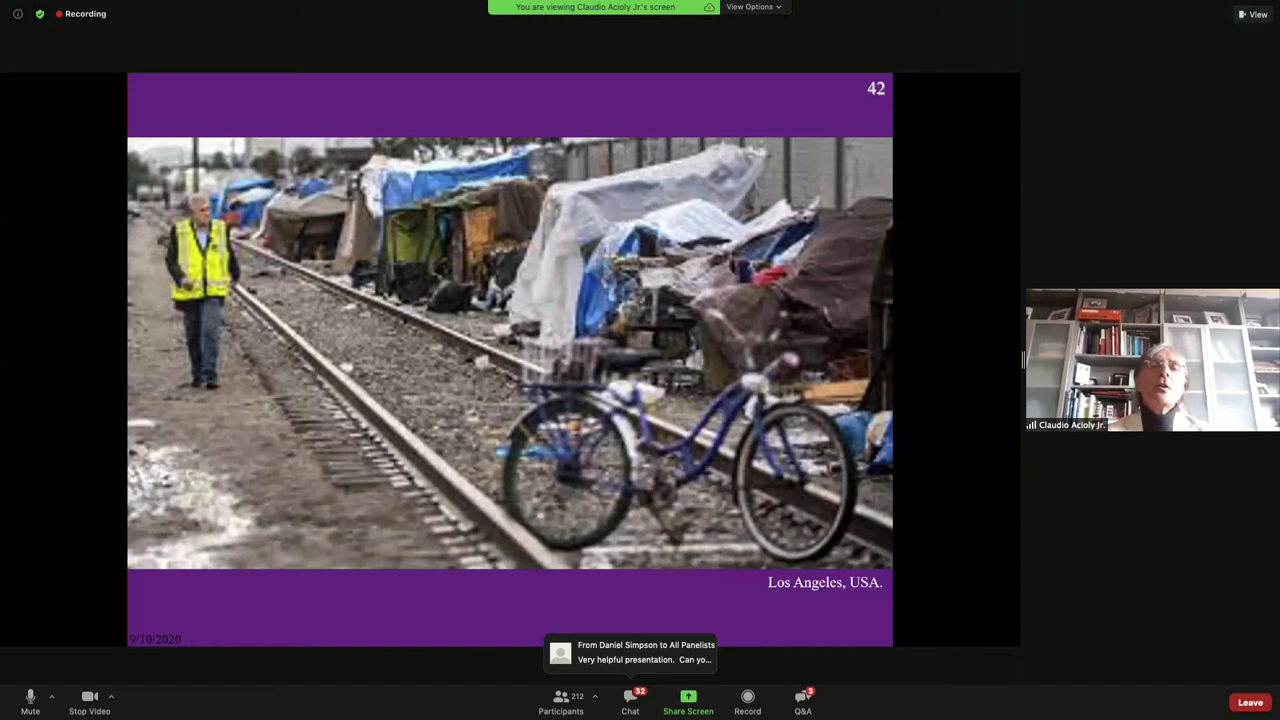 Recording
You are viewing Claudio Acioly Jr.'s screen
View Options
View
42
Claudio Acioly Jr.
Los Angeles, USA.
9/10/2020
From Daniel Simpson to All Panelists
Very helpful presentation. Can yo...
212
32
3
Mute
Stop Video
Participants
Chat
Share Screen
Record
Q&A
Leave